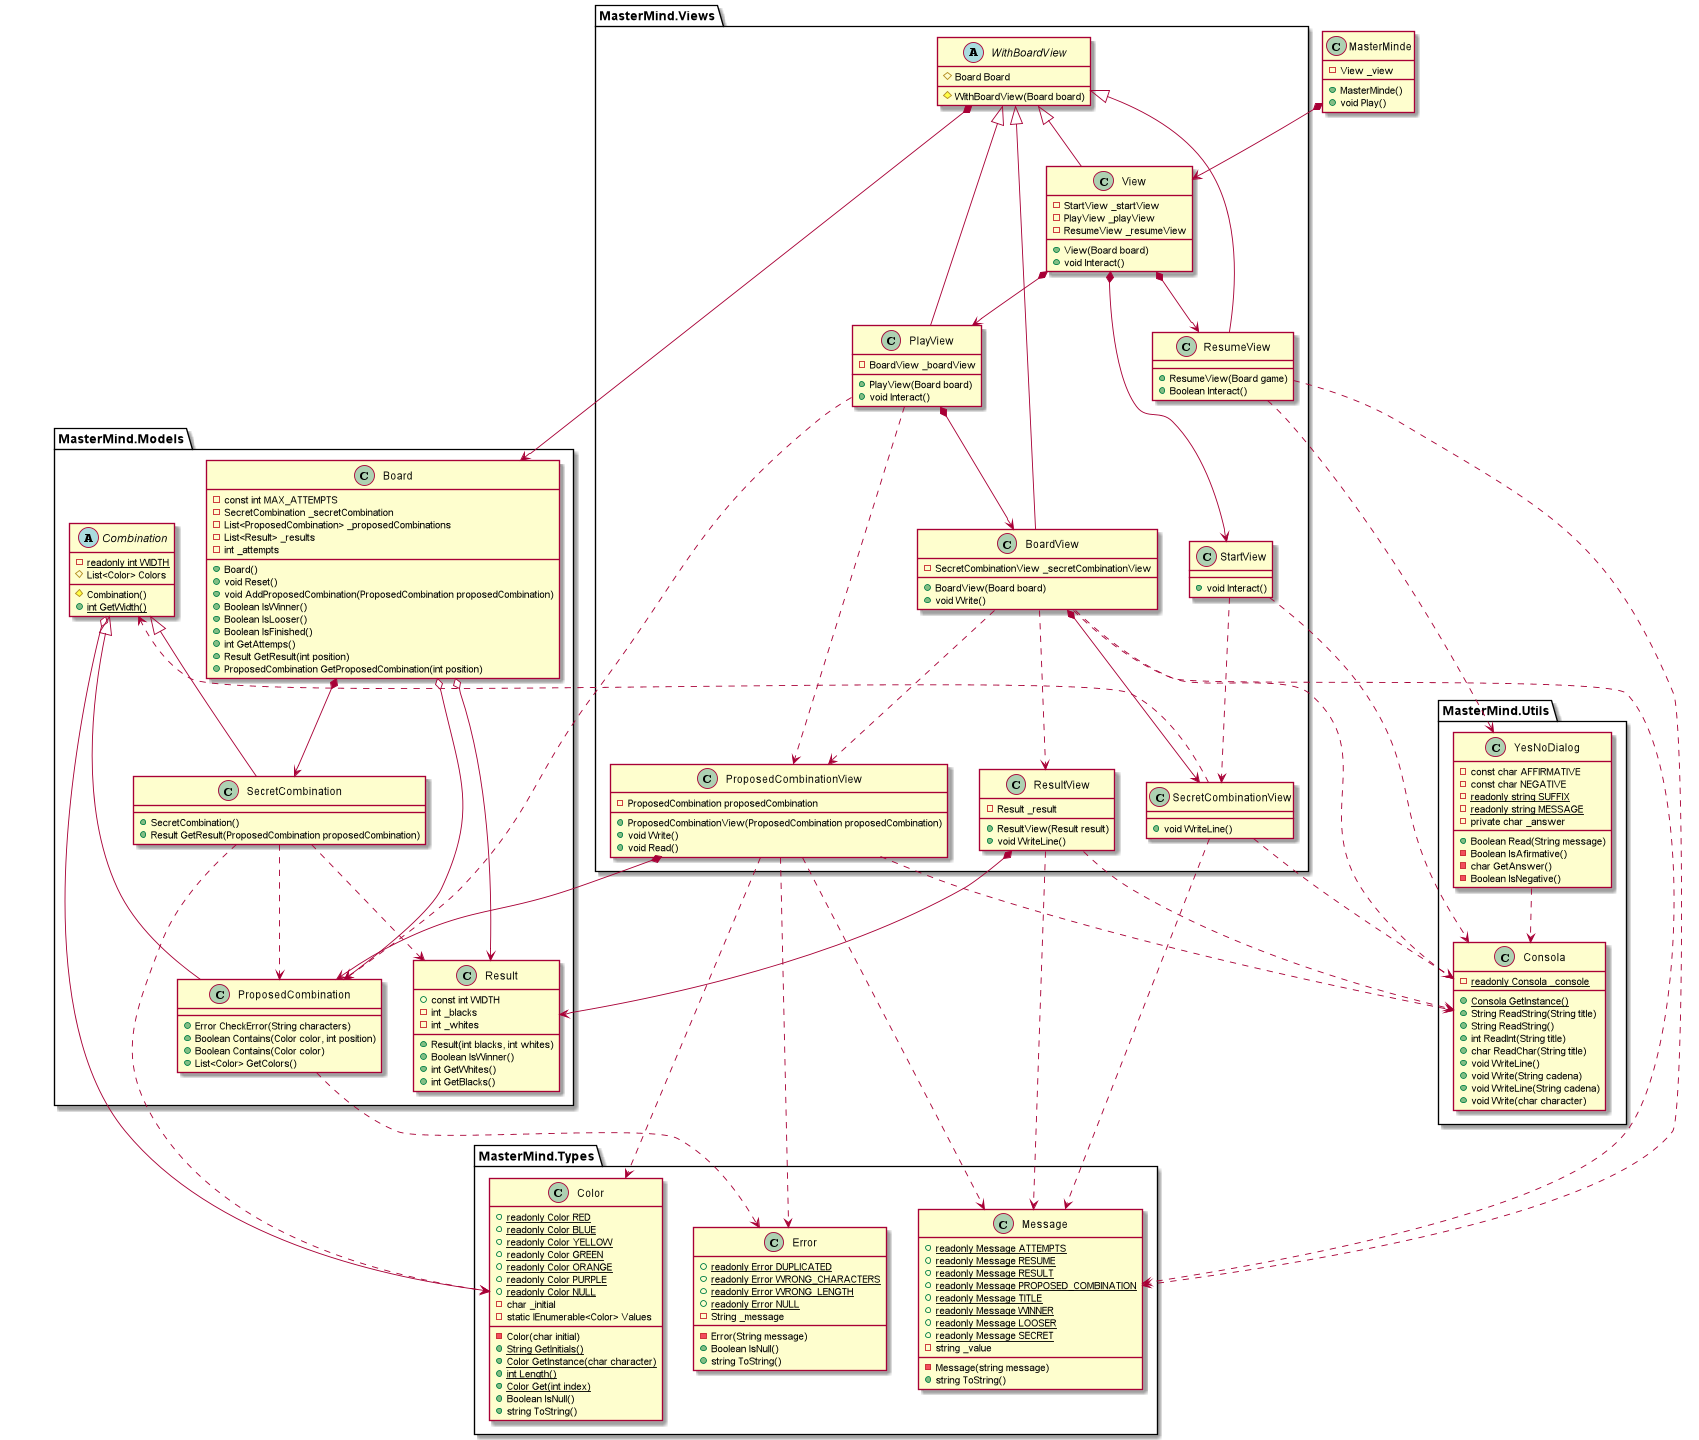 MasterMind.Views
A WithBoardView
Board Board
WithBoardView(Board board)
C MasterMinde
View _view
MasterMinde()
void Play()
C View
StartView _startView
PlayView _playView
ResumeView _resumeView
View(Board board)
void Interact()
C PlayView
BoardView _boardView
PlayView(Board board)
void Interact()
C ResumeView
ResumeView(Board game)
Boolean Interact()
MasterMind.Models
C Board
const int MAX_ATTEMPTS
SecretCombination _secretCombination
List<ProposedCombination> _proposedCombinations
List<Result> _results
int _attempts
Board()
void Reset()
void AddProposedCombination(ProposedCombination proposedCombination)
Boolean IsWinner()
Boolean IsLooser()
Boolean IsFinished()
int GetAttemps()
Result GetResult(int position)
ProposedCombination GetProposedCombination(int position)
A Combination
readonly int WIDTH
List<Color> Colors
Combination()
int GetWidth()
C BoardView
SecretCombinationView _secretCombinationView
BoardView(Board board)
void Write()
C StartView
void Interact()
MasterMind.Utils
C YesNoDialog
const char AFFIRMATIVE
const char NEGATIVE
readonly string SUFFIX
readonly string MESSAGE
private char _answer
Boolean Read(String message)
Boolean IsAfirmative()
char GetAnswer()
Boolean IsNegative()
C SecretCombination
SecretCombination()
Result GetResult(ProposedCombination proposedCombination)
C ProposedCombinationView
ProposedCombination proposedCombination
ProposedCombinationView(ProposedCombination proposedCombination)
void Write()
void Read()
C ResultView
Result _result
ResultView(Result result)
void WriteLine()
C SecretCombinationView
void WriteLine()
C ProposedCombination
Error CheckError(String characters)
Boolean Contains(Color color, int position)
Boolean Contains(Color color)
List<Color> GetColors()
C Result
const int WIDTH
int _blacks
int _whites
Result(int blacks, int whites)
Boolean IsWinner()
int GetWhites()
int GetBlacks()
C Consola
readonly Consola _console
Consola GetInstance()
String ReadString(String title)
String ReadString()
int ReadInt(String title)
char ReadChar(String title)
void WriteLine()
void Write(String cadena)
void WriteLine(String cadena)
void Write(char character)
MasterMind.Types
C Color
readonly Color RED
readonly Color BLUE
readonly Color YELLOW
readonly Color GREEN
readonly Color ORANGE
readonly Color PURPLE
readonly Color NULL
char _initial
static IEnumerable<Color> Values
Color(char initial)
String GetInitials()
Color GetInstance(char character)
int Length()
Color Get(int index)
Boolean IsNull()
string ToString()
C Error
readonly Error DUPLICATED
readonly Error WRONG_CHARACTERS
readonly Error WRONG_LENGTH
readonly Error NULL
String _message
Error(String message)
Boolean IsNull()
string ToString()
C Message
readonly Message ATTEMPTS
readonly Message RESUME
readonly Message RESULT
readonly Message PROPOSED_COMBINATION
readonly Message TITLE
readonly Message WINNER
readonly Message LOOSER
readonly Message SECRET
string _value
Message(string message)
string ToString()